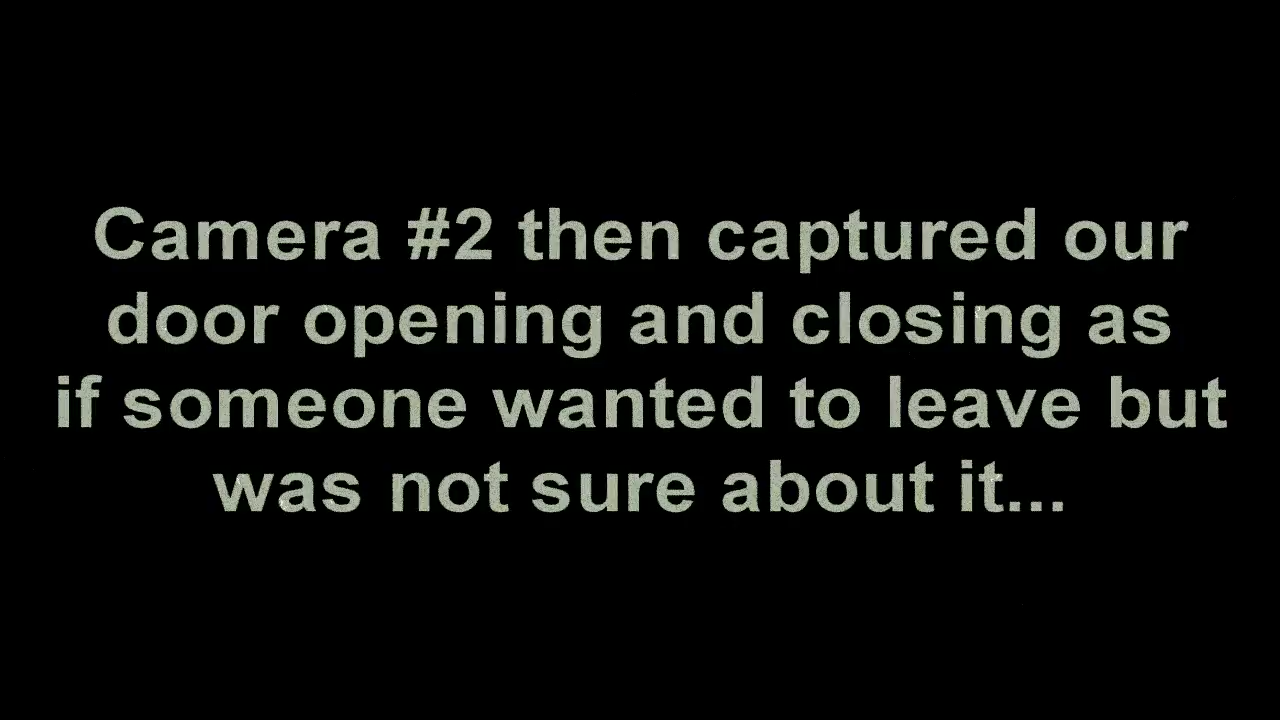 Camera #2 then captured our
door opening and closing as
if someone wanted to leave but
was not sure about it...